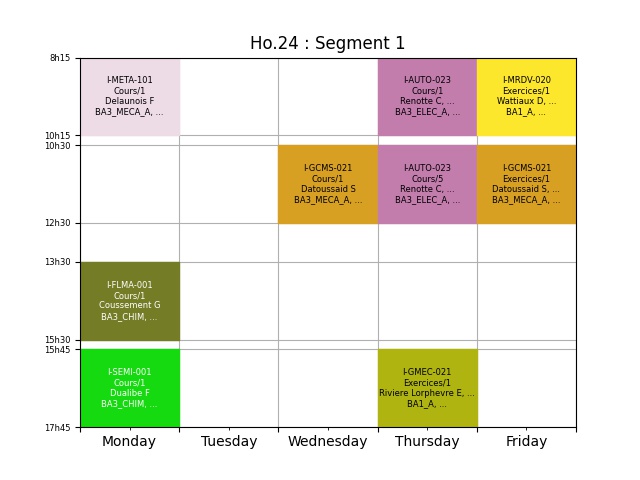 Ho.24 : Segment 1
8h15
I-META-101
Cours/1
Delaunois F
BA3_MECA_A, ...
I-AUTO-023
Cours/1
Renotte C, ...
BA3_ELEC_A, ...
I-MRDV-020
Exercices/1
Wattiaux D, ...
BA1_A, ...
10h15
10h30
I-GCMS-021
Cours/1
Datoussaid S
BA3_MECA_A, ...
I-AUTO-023
Cours/5
Renotte C, ...
BA3_ELEC_A, ...
I-GCMS-021
Exercices/1
Datoussaid S, ...
BA3_MECA_A, ...
12h30
13h30
I-FLMA-001
Cours/1
Coussement G
BA3_CHIM, ...
15h30
15h45
I-SEMI-001
Cours/1
Dualibe F
BA3_CHIM, ...
I-GMEC-021
Exercices/1
Riviere Lorphevre E, ...
BA1_A, ...
17h45
Monday
Tuesday
Wednesday
Thursday
Friday